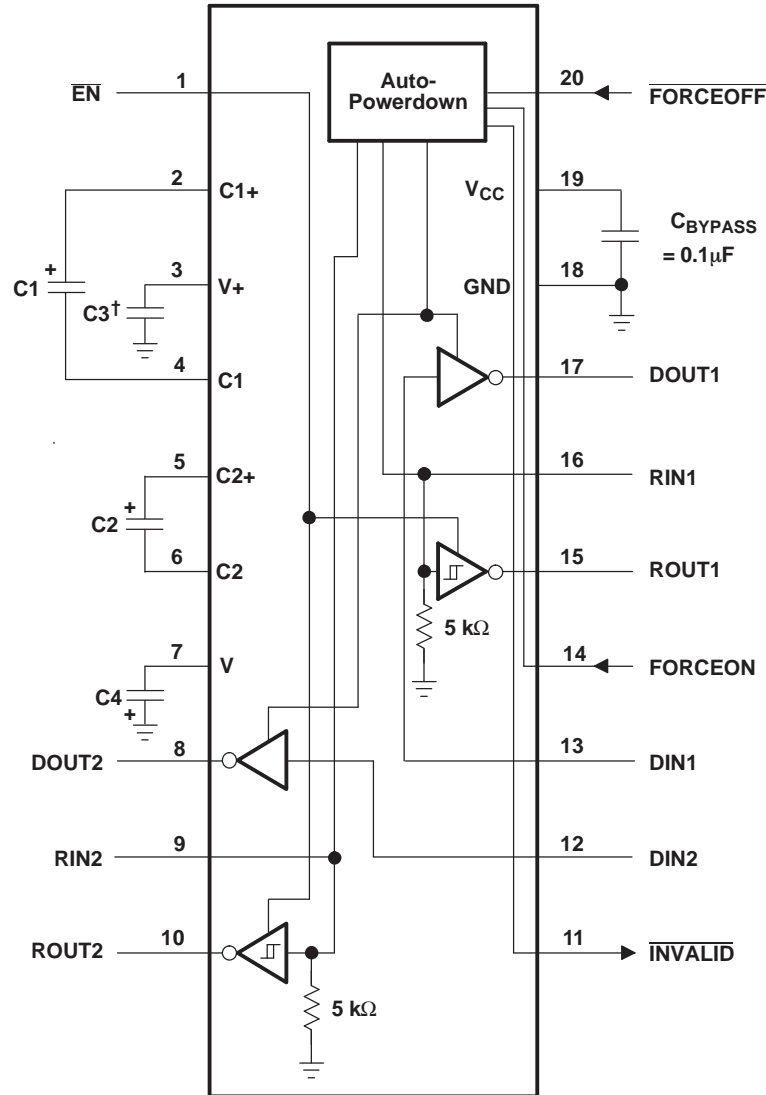 Auto-
Powerdown
EN
1
20
FORCEOFF
2
C1+
VCC
19
CBYPASS
= 0.1μF
C1
+
3
V+
C3†
GND
18
4
C1
17
DOUT1
5
C2+
16
RIN1
C2
+
6
C2
15
ROUT1
5 kΩ
7
V
14
FORCEON
C4
+
DOUT2
8
13
DIN1
RIN2
9
12
DIN2
ROUT2
10
11
INVALID
5 kΩ